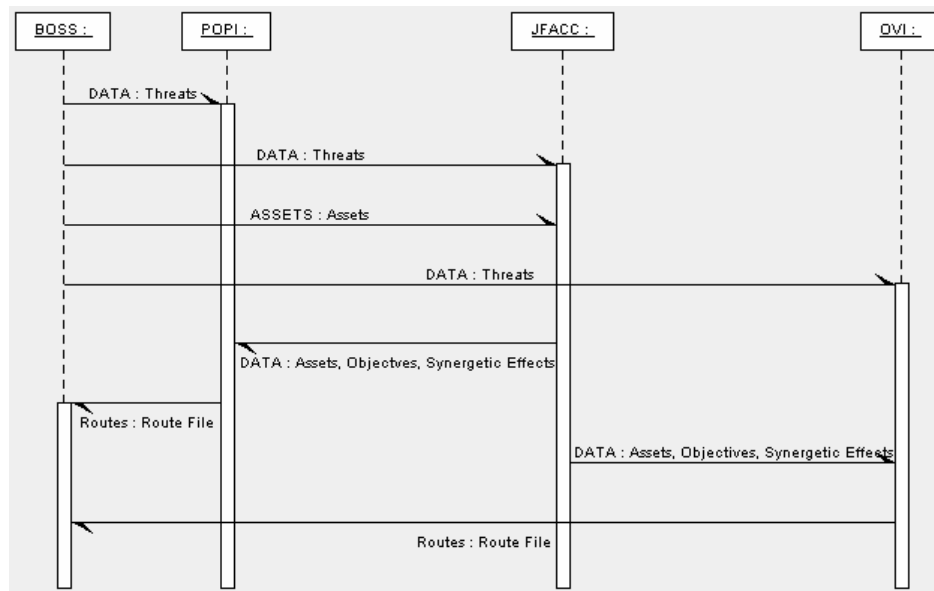 BOSS :
POPI :
JFACC :
OVI :
DATA : Threats
DATA : Threats
ASSETS : Assets
DATA : Threats
DATA : Assets, Objectves, Synergetic Effects
Routes : Route File
DATA : Assets, Objectives, Synergetic Effects
Routes : Route File